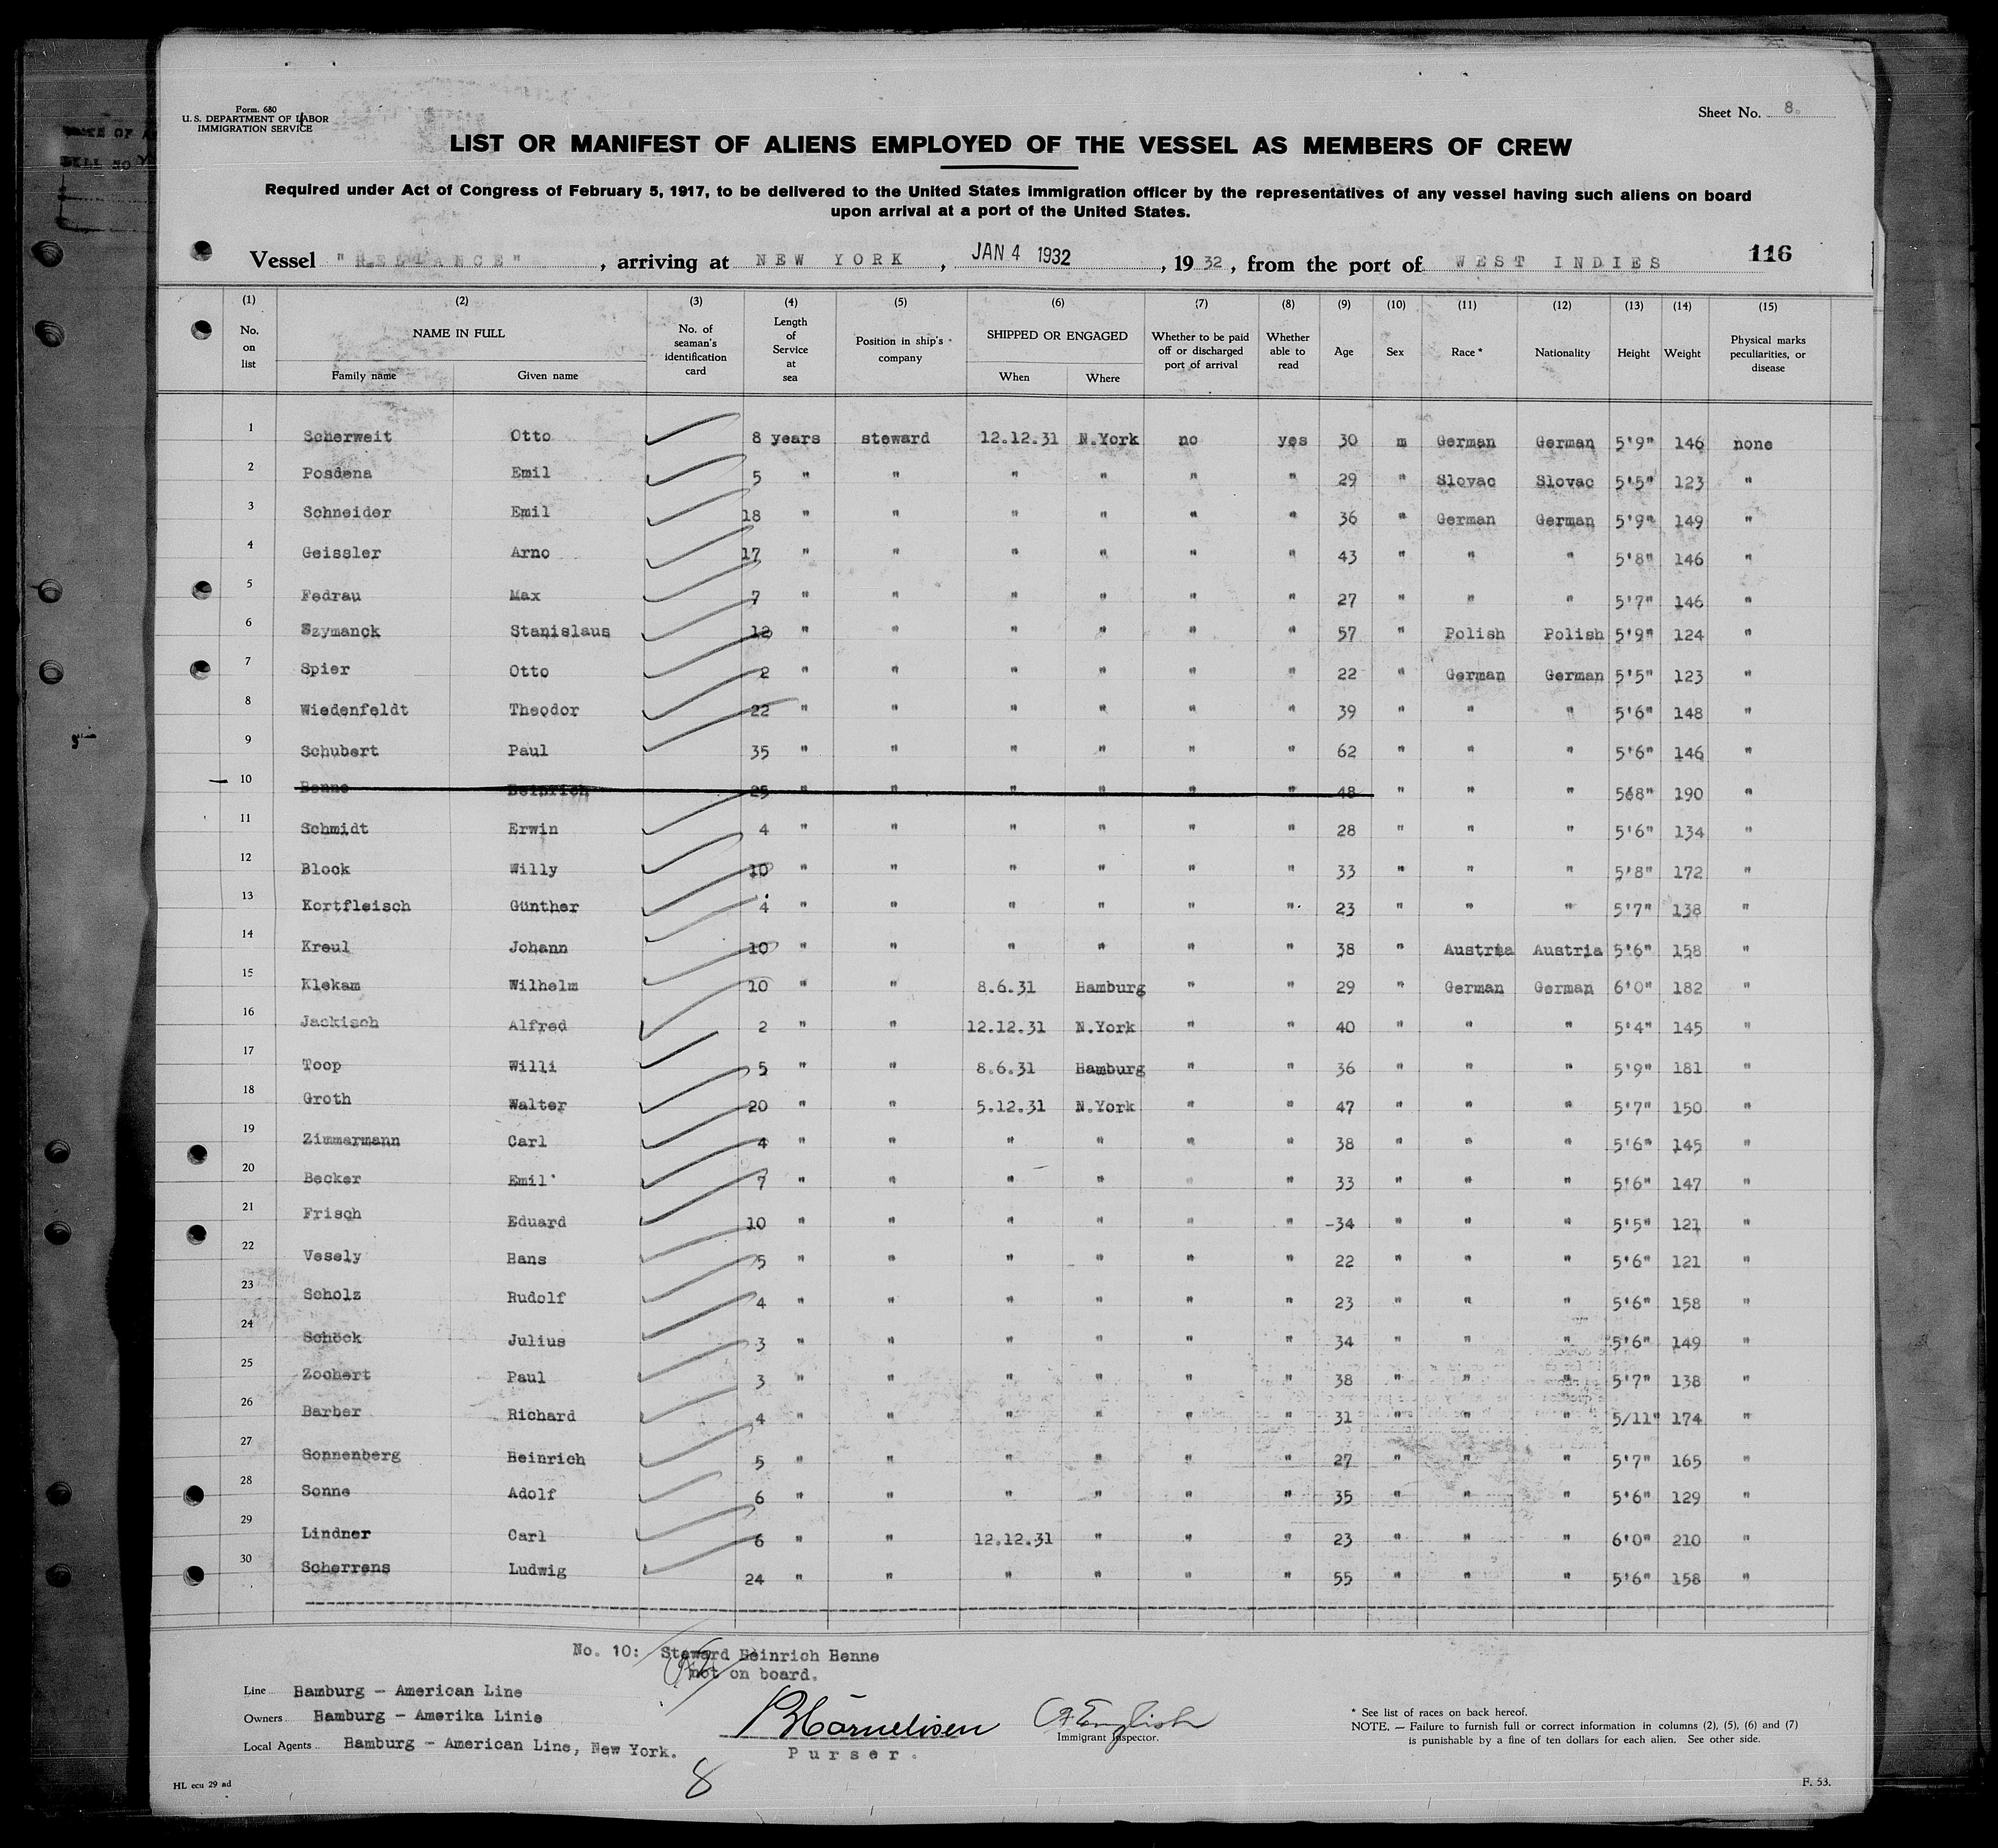 Form. 680
U.S. DEPARTMENT OF LABOR
IMMIGRATION SERVICE
Sheet No. 8.
LIST OR MANIFEST OF ALIENS EMPLOYED OF THE VESSEL AS MEMBERS OF CREW
Required under Act of Congress of February 5, 1917, to be delivered to the United States immigration officer by the representatives of any vessel having such aliens on board
upon arrival at a port of the United States.
Vessel "RELIANCE", arriving at NEW YORK, JAN 4 1932, 1932, from the port of WEST INDIES 116
(1) (2) (3) (4) (5) (6) (7) (8) (9) (10) (11) (12) (13) (14) (15)
No. on list NAME IN FULL Family name Given name No. of seaman's identification card Length of Service at sea Position in ship's company SHIPPED OR ENGAGED When Where Whether to be paid off or discharged port of arrival Whether able to read Age Sex Race * Nationality Height Weight Physical marks peculiarities, or disease
1 Scherweit Otto 8 years steward 12.12.31 N.York no yes 30 m German German 5'9" 146 none
2 Posdena Emil 5 " " " " " " 29 " Slovac Slovac 5'5" 123 "
3 Schneider Emil 18 " " " " " " 36 " German German 5'9" 149 "
4 Geissler Arno 17 " " " " " " 43 " " " 5'8" 146 "
5 Fedrau Max 7 " " " " " " 27 " " " 5'7" 146 "
6 Szymanck Stanislaus 12 " " " " " " 57 " Polish Polish 5'9" 124 "
7 Spier Otto 2 " " " " " " 22 " German German 5'5" 123 "
8 Wiedenfeldt Theodor 22 " " " " " " 39 " " " 5'6" 148 "
9 Schubert Paul 35 " " " " " " 62 " " " 5'6" 146 "
10 Henne Heinrich 25 " " " " " " 48 " " " 568" 190 "
11 Schmidt Erwin 4 " " " " " " 28 " " " 5'6" 134 "
12 Block Willy 10 " " " " " " 33 " " " 5'8" 172 "
13 Kortfleisch Günther 4 " " " " " " 23 " " " 5'7" 138 "
14 Kreul Johann 10 " " " " " " 38 " Austria Austria 5'6" 158 "
15 Klekam Wilhelm 10 " " 8.6.31 Hamburg " " 29 " German German 6'0" 182 "
16 Jackisch Alfred 2 " " 12.12.31 N.York " " 40 " " " 5'4" 145 "
17 Toop Willi 5 " " 8.6.31 Hamburg " " 36 " " " 5'9" 181 "
18 Groth Walter 20 " " 5.12.31 N.York " " 47 " " " 5'7" 150 "
19 Zimmermann Carl 4 " " " " " " 38 " " " 5'6" 145 "
20 Becker Emil 7 " " " " " " 33 " " " 5'6" 147 "
21 Frisch Eduard 10 " " " " " " -34 " " " 5'5" 121 "
22 Vesely Hans 5 " " " " " " 22 " " " 5'6" 121 "
23 Scholz Rudolf 4 " " " " " " 23 " " " 5'6" 158 "
24 Schöck Julius 3 " " " " " " 34 " " " 5'6" 149 "
25 Zochert Paul 3 " " " " " " 38 " " " 5'7" 138 "
26 Barber Richard 4 " " " " " " 31 " " " 5/11" 174 "
27 Sonnenberg Heinrich 5 " " " " " " 27 " " " 5'7" 165 "
28 Sonne Adolf 6 " " " " " " 35 " " " 5'6" 129 "
29 Lindner Carl 6 " " 12.12.31 " " " 23 " " " 6'0" 210 "
30 Scherrens Ludwig 24 " " " " " " 55 " " " 5'6" 158 "
No. 10: Steward Heinrich Henne
not on board.
Line Hamburg - American Line
Owners Hamburg - Amerika Linie
Local Agents Hamburg - American Line, New York.
Purser.
Immigrant Inspector.
* See list of races on back hereof.
NOTE. — Failure to furnish full or correct information in columns (2), (5), (6) and (7)
is punishable by a fine of ten dollars for each alien. See other side.
8
HL ecu 29 ad
F. 53.